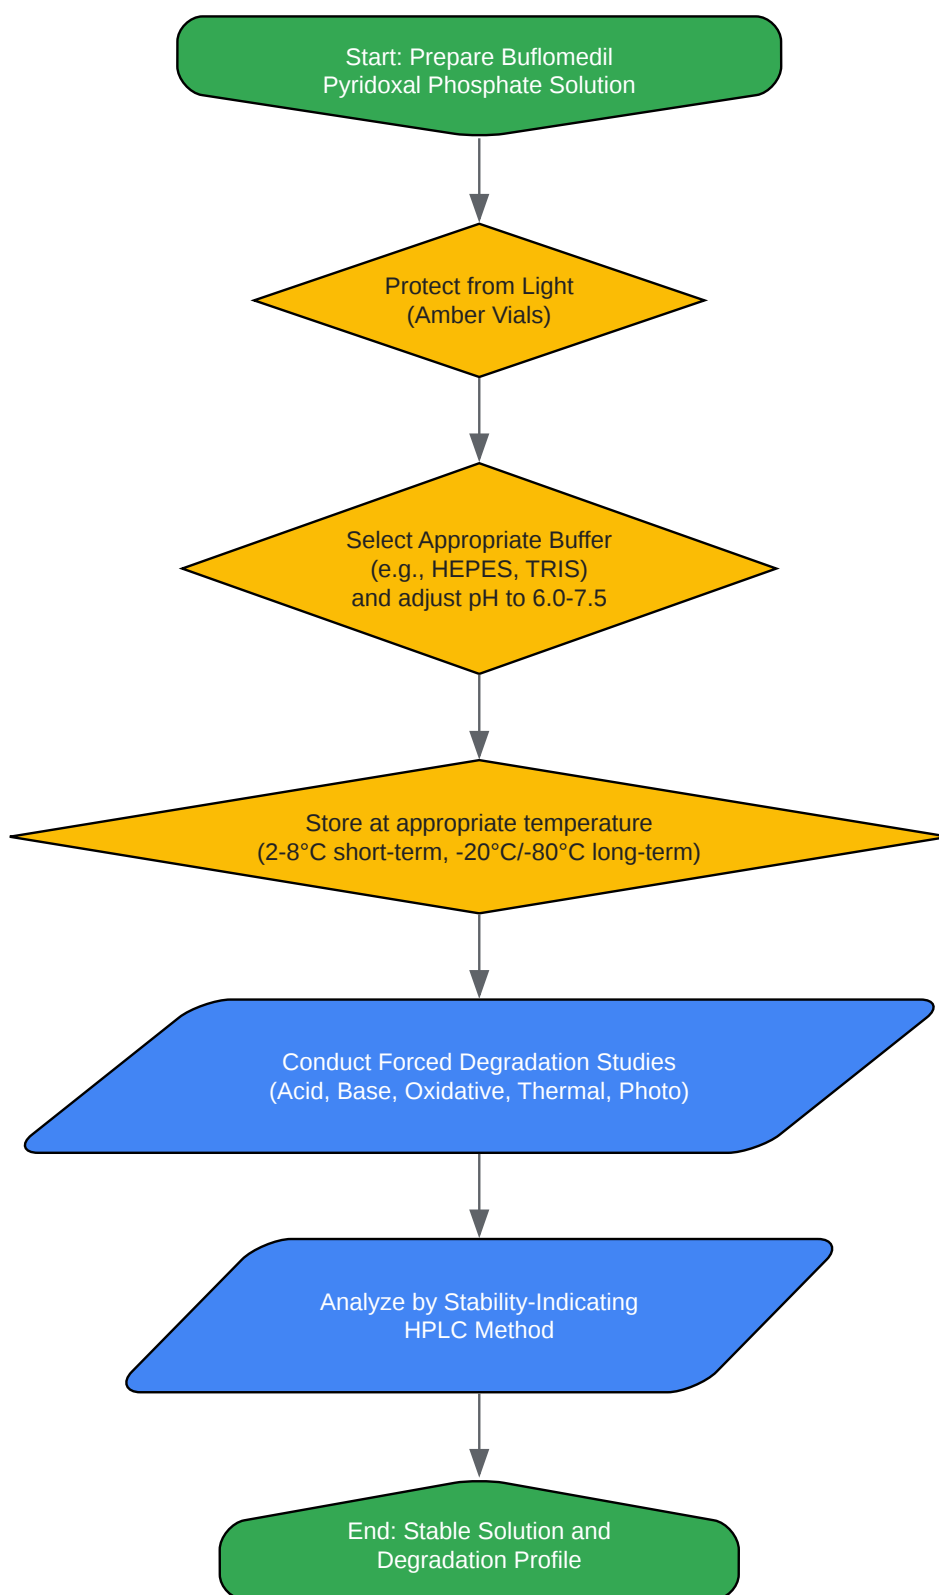 Start: Prepare Buflomedil
Pyridoxal Phosphate Solution
Protect from Light
(Amber Vials)
Select Appropriate Buffer
(e.g., HEPES, TRIS)
and adjust pH to 6.0-7.5
Store at appropriate temperature
(2-8°C short-term, -20°C/-80°C long-term)
Conduct Forced Degradation Studies
(Acid, Base, Oxidative, Thermal, Photo)
Analyze by Stability-Indicating
HPLC Method
End: Stable Solution and
Degradation Profile